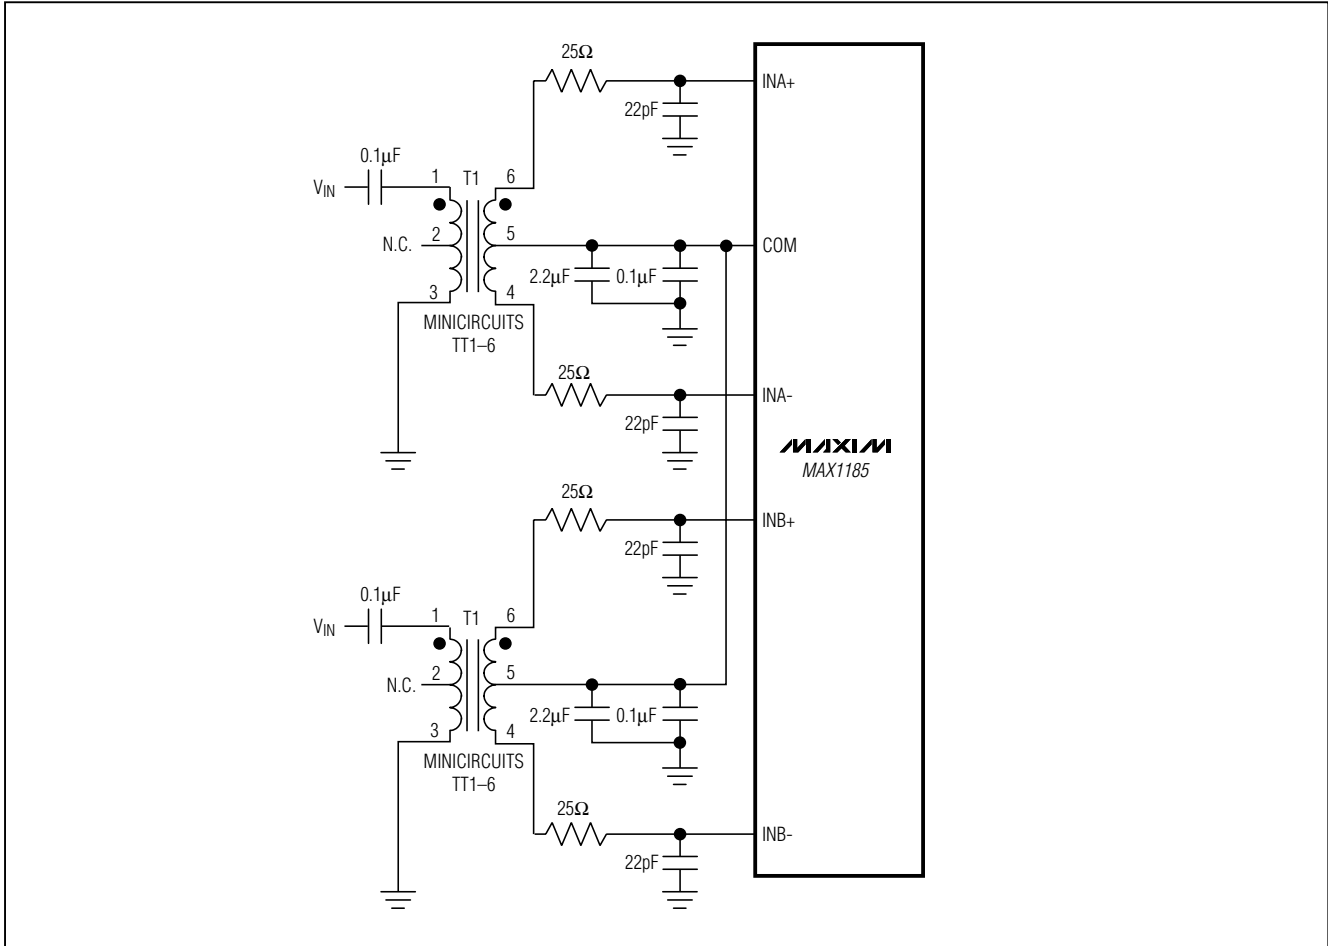 25Ω
INA+
22pF
0.1μF
VIN
1
T1
6
N.C.
2
5
COM
2.2μF
0.1μF
3
4
MINICIRCUITS
TT1–6
25Ω
INA-
22pF
MAXIM
MAX1185
25Ω
INB+
22pF
0.1μF
VIN
1
T1
6
N.C.
2
5
2.2μF
0.1μF
3
4
MINICIRCUITS
TT1–6
25Ω
INB-
22pF